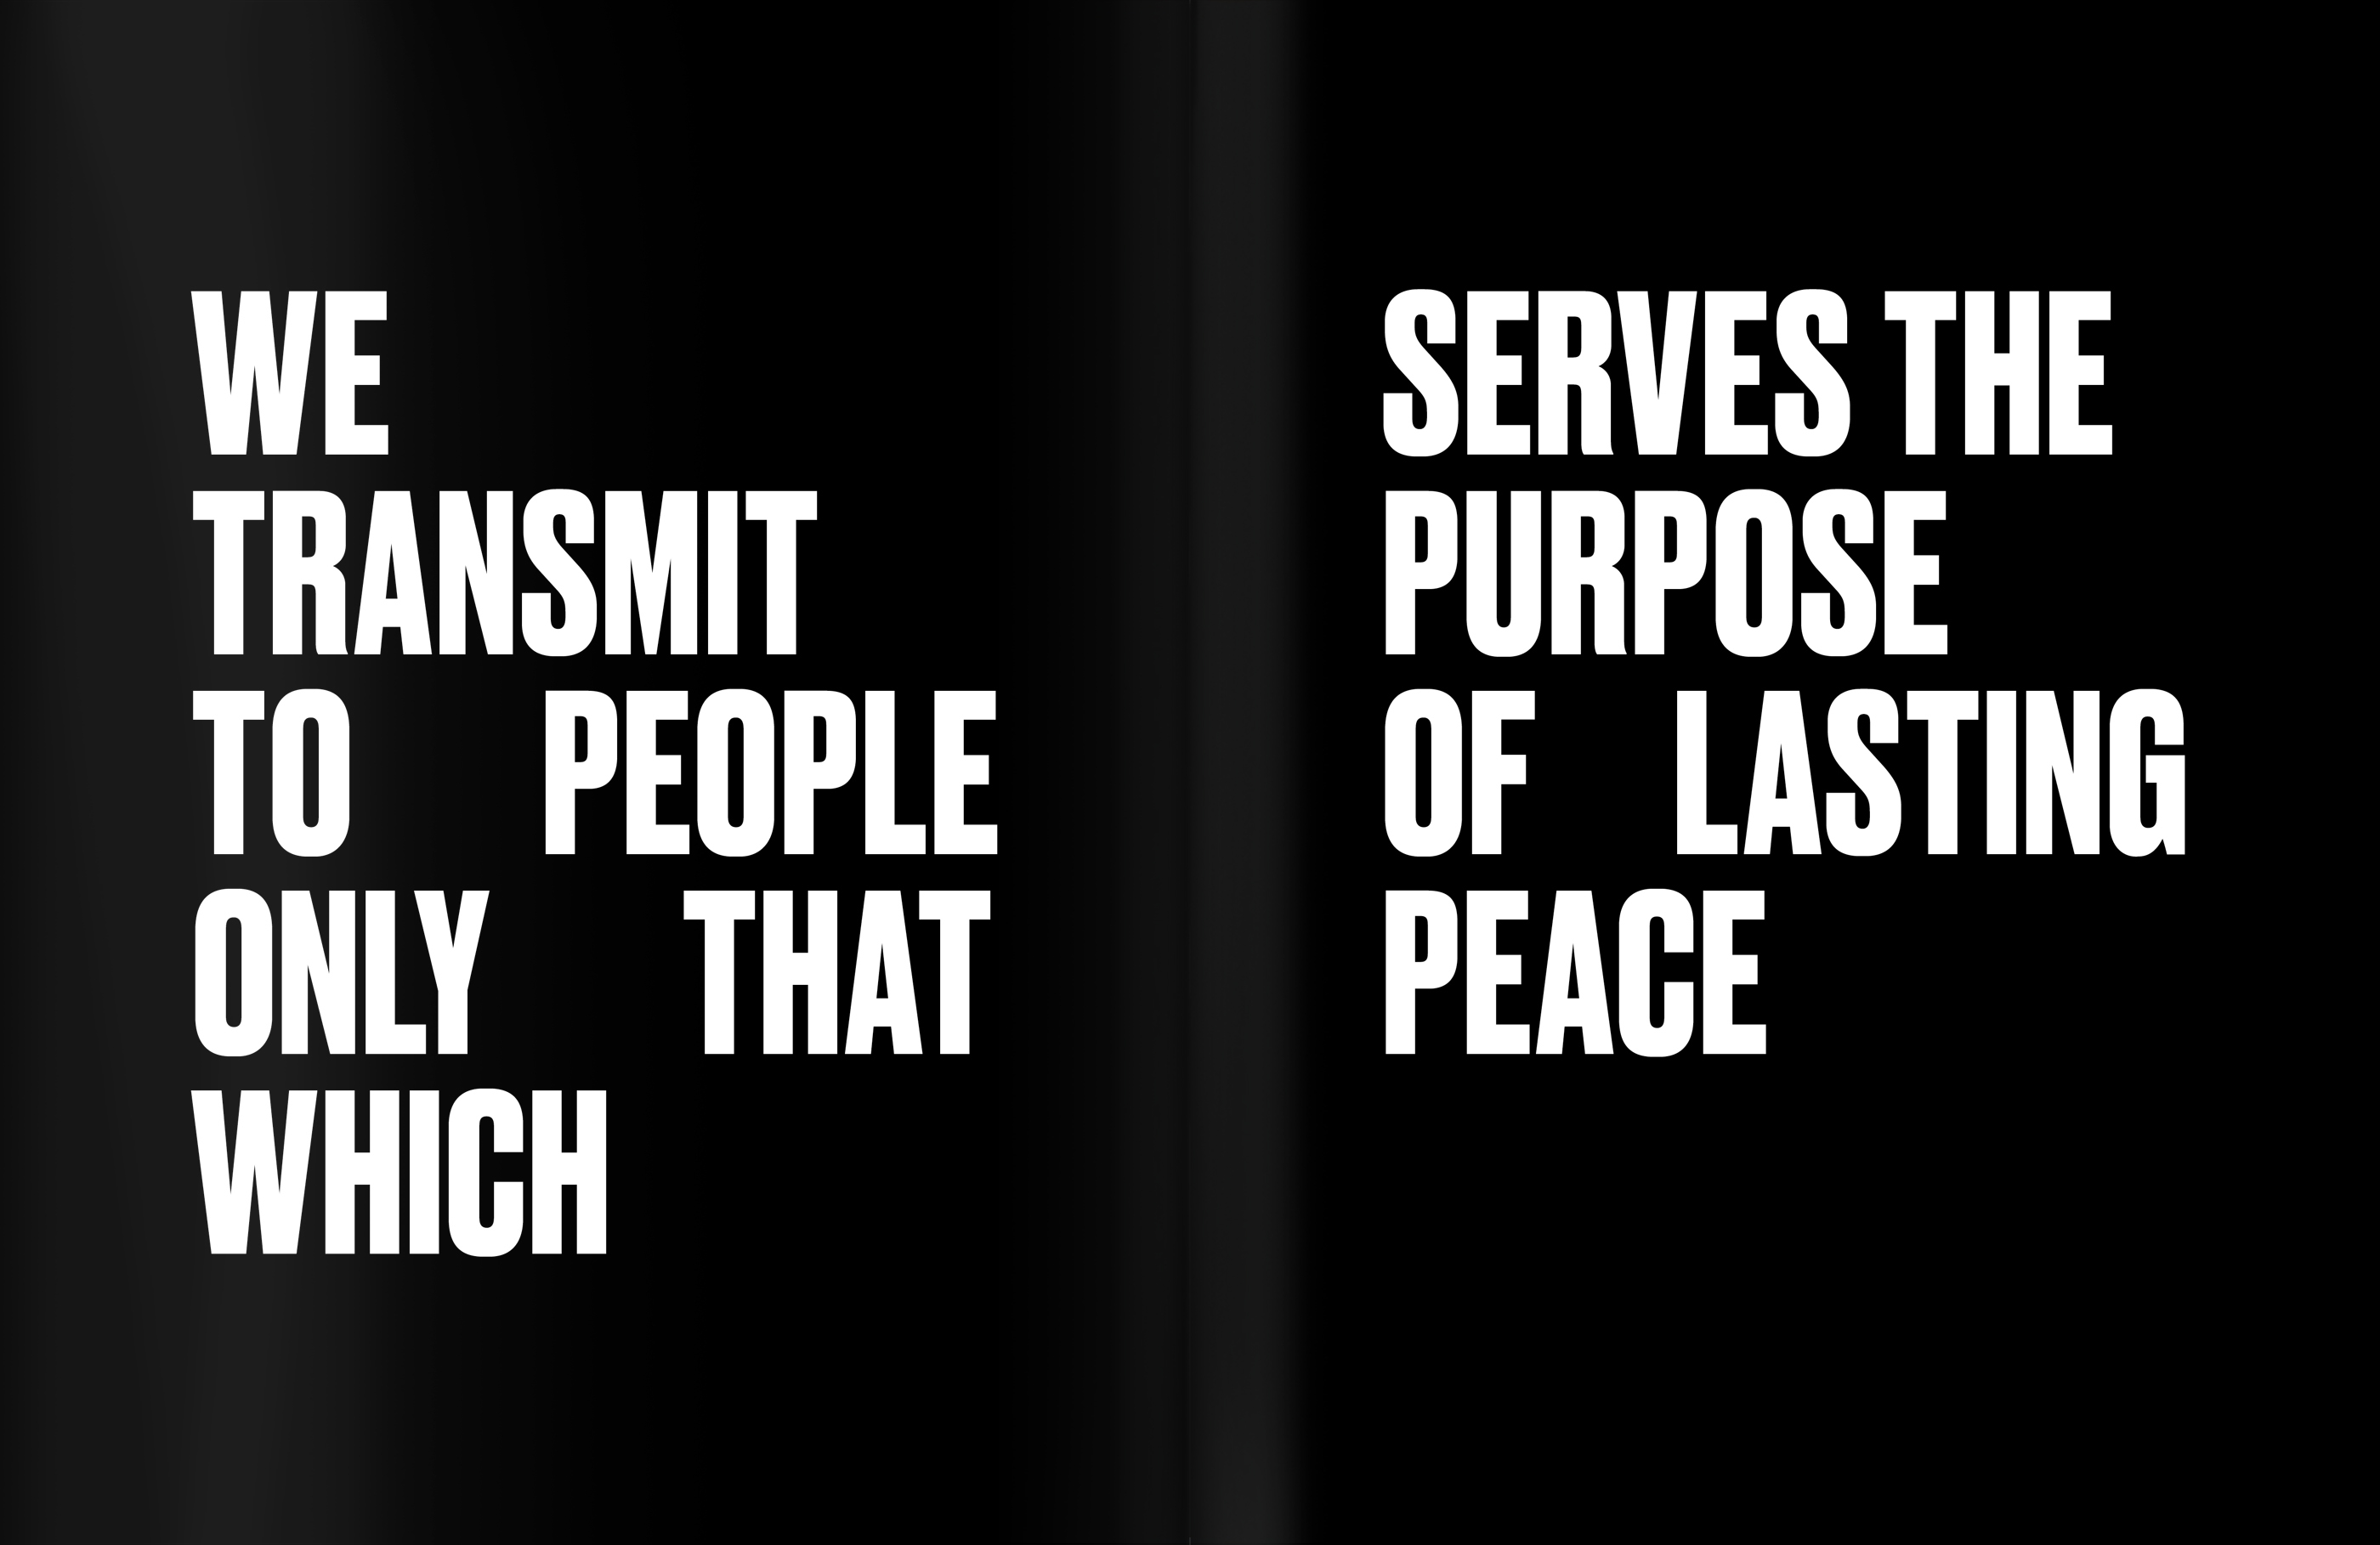 WE
TRANSMIT
TO PEOPLE
ONLY THAT
WHICH
SERVES THE
PURPOSE
OF LASTING
PEACE